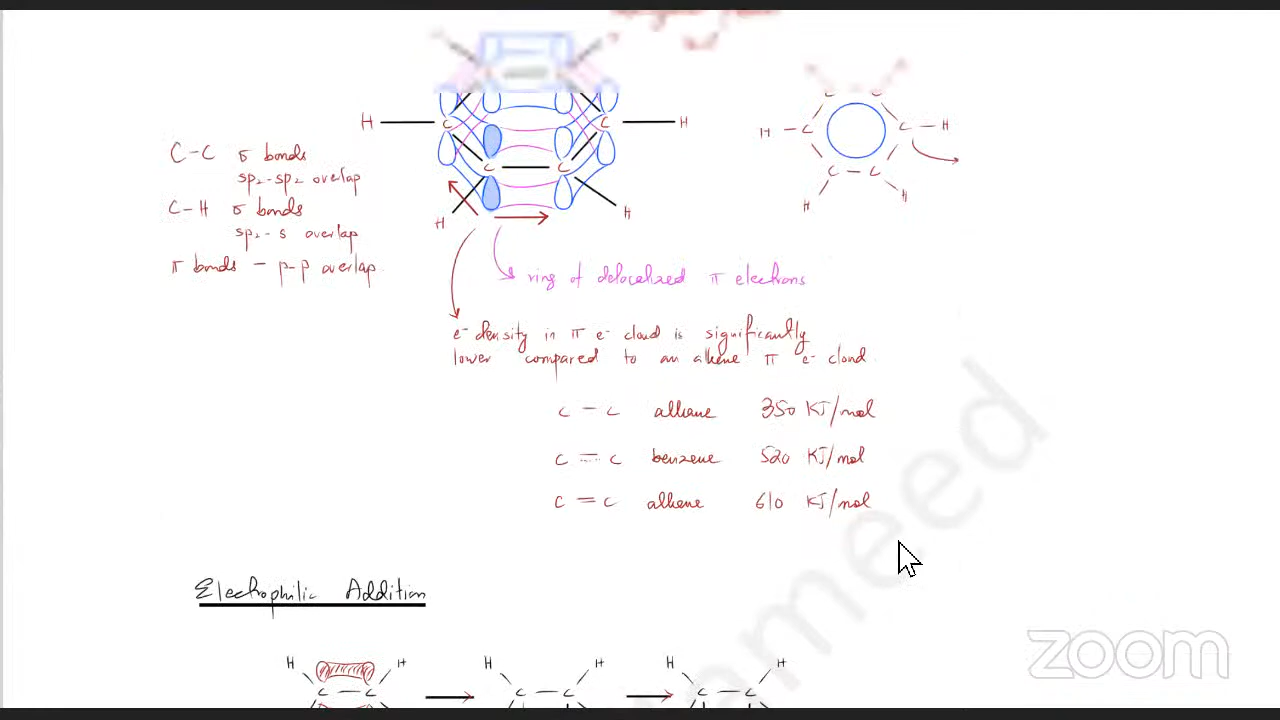 H
H
C
C
C
C
H
H
C
C
H — C
C — H
C — C
H
H
C-C σ bonds
sp2-sp2 overlap
C-H σ bonds
sp2-s overlap
π bonds - p-p overlap
ring of delocalized π electrons
e- density in π e- cloud is significantly
lower compared to an alkene π e- cloud
C - C alkane 350 KJ/mol
C = C benzene 520 KJ/mol
C = C alkene 610 KJ/mol
Electrophilic Addition
H H H H H H
C - C C - C C - C
zoom